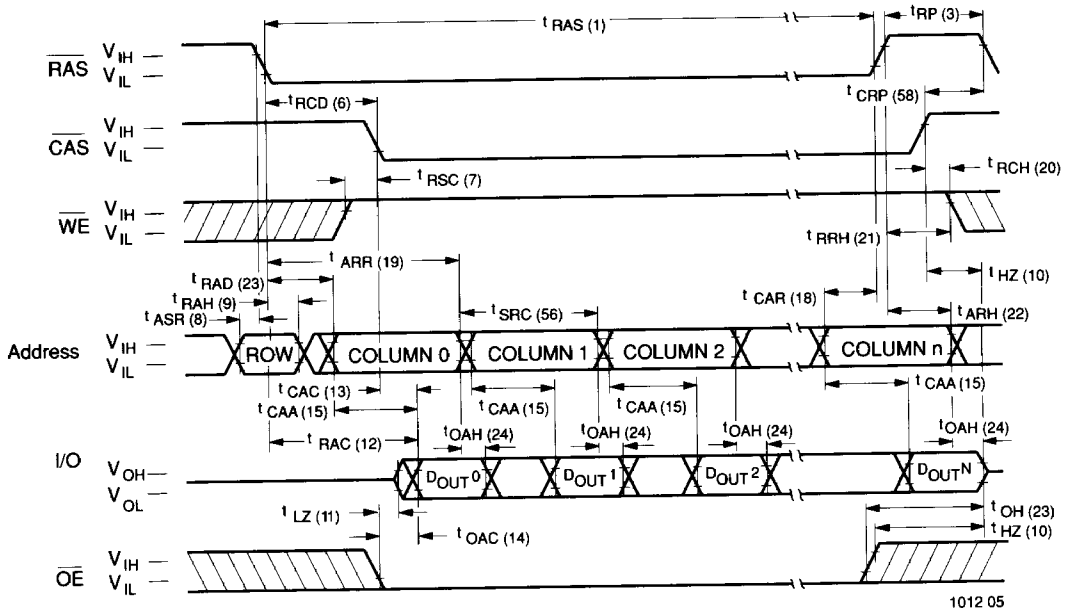 t RAS (1)
t RP (3)
RAS
V IH
V IL
t RCD (6)
t CRP (58)
CAS
V IH
V IL
t RSC (7)
t RCH (20)
WE
V IH
V IL
t RRH (21)
t ARR (19)
t RAD (23)
t HZ (10)
t RAH (9)
t CAR (18)
t ASR (8)
t SRC (56)
t ARH (22)
Address
V IH
V IL
ROW
COLUMN 0
COLUMN 1
COLUMN 2
COLUMN n
t CAC (13)
t CAA (15)
t CAA (15)
t CAA (15)
t CAA (15)
t RAC (12)
t OAH (24)
t OAH (24)
t OAH (24)
t OAH (24)
I/O
V OH
V OL
D OUT 0
D OUT 1
D OUT 2
D OUT N
t LZ (11)
t OH (23)
t OAC (14)
t HZ (10)
OE
V IH
V IL
1012 05